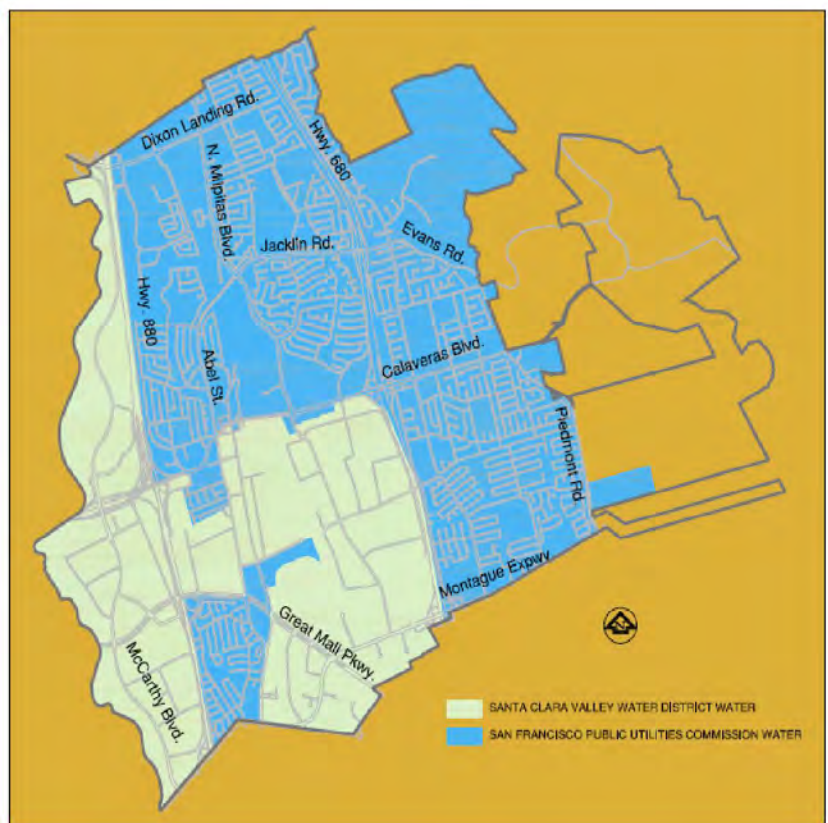 Dixon Landing Rd.
Hwy. 680
N. Milpitas Blvd.
Evans Rd.
Jacklin Rd.
Hwy. 880
Abel St.
Calaveras Blvd.
Piedmont Rd.
Montague Expwy
Great Mall Pkwy.
McCarthy Blvd.
SANTA CLARA VALLEY WATER DISTRICT WATER
SAN FRANCISCO PUBLIC UTILITIES COMMISSION WATER